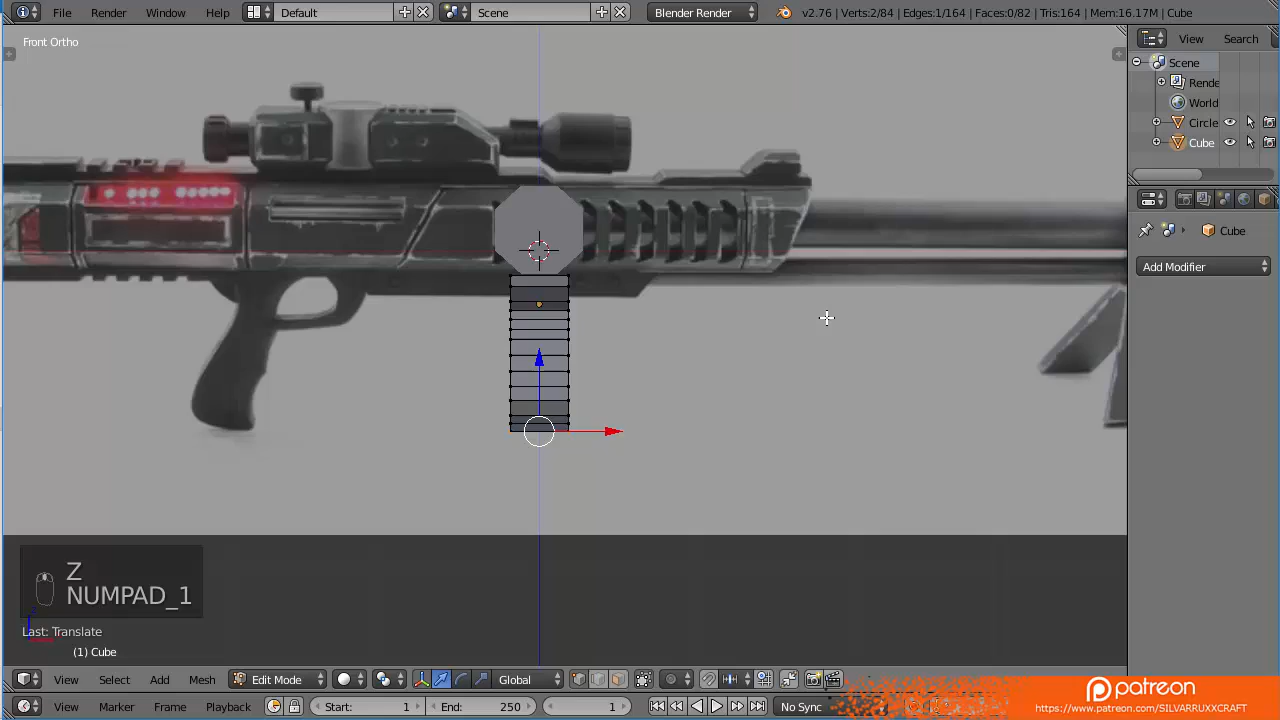 File Render Window Help Default Scene Blender Render v2.76 | Verts:2/84 | Edges:1/164 | Faces:0/82 | Tris:164 | Mem:16.17M | Cube
Front Ortho
View Search
Scene
Rende
World
Circle
Cube
Cube
Add Modifier
Z
NUMPAD_1
Last: Translate
(1) Cube
View Select Add Mesh Edit Mode Global
View Marker Frame Start: 1 End: 250 1 No Sync
patreon
https://www.patreon.com/SILVARRUXXCRAFT